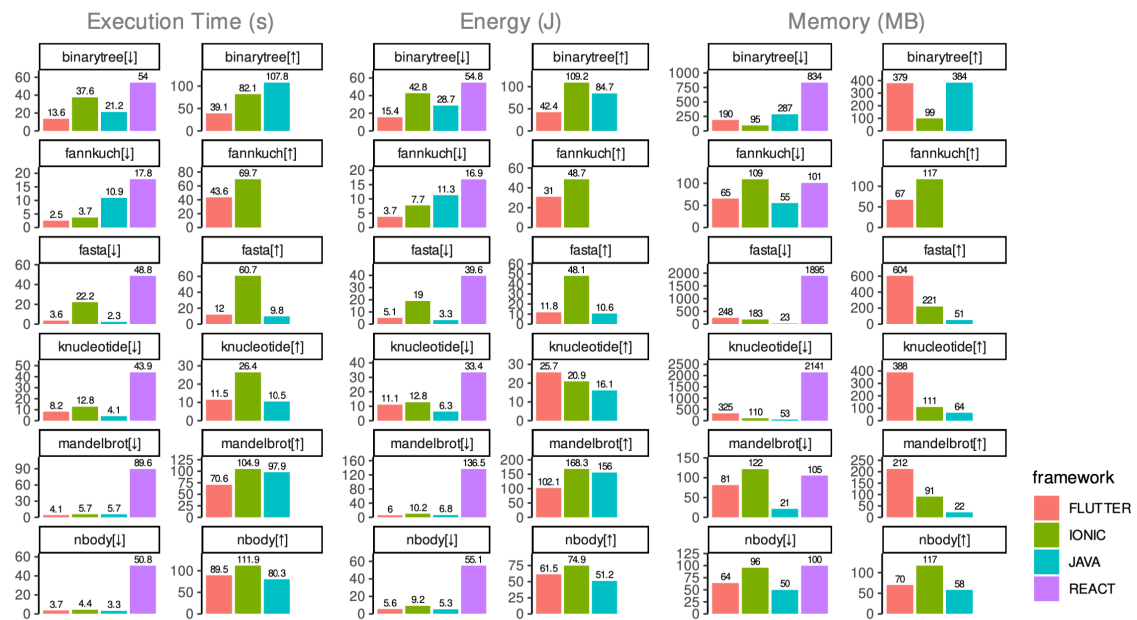 Execution Time (s) Energy (J) Memory (MB)
binarytree[↓] binarytree[↑] binarytree[↓] binarytree[↑] binarytree[↓] binarytree[↑]
60 40 20 0 13.6 37.6 21.2 54
100 50 0 39.1 82.1 107.8
60 40 20 0 15.4 42.8 28.7 54.8
100 50 0 42.4 109.2 84.7
1000 750 500 250 0 190 95 287 834
400 300 200 100 0 379 99 384
fannkuch[↓] fannkuch[↑] fannkuch[↓] fannkuch[↑] fannkuch[↓] fannkuch[↑]
20 15 10 5 0 2.5 3.7 10.9 17.8
80 60 40 20 0 43.6 69.7
20 15 10 5 0 3.7 7.7 11.3 16.9
60 40 20 0 31 48.7
100 50 0 65 109 55 101
100 50 0 67 117
fasta[↓] fasta[↑] fasta[↓] fasta[↑] fasta[↓] fasta[↑]
60 40 20 0 3.6 22.2 2.3 48.8
60 40 20 0 12 60.7 9.8
40 30 20 10 0 5.1 19 3.3 39.6
60 50 40 30 20 10 0 11.8 48.1 10.6
2000 1500 1000 500 0 248 183 23 1895
600 400 200 0 604 221 51
knucleotide[↓] knucleotide[↑] knucleotide[↓] knucleotide[↑] knucleotide[↓] knucleotide[↑]
50 40 30 20 10 0 8.2 12.8 4.1 43.9
30 20 10 0 11.5 26.4 10.5
40 30 20 10 0 11.1 12.8 6.3 33.4
30 20 10 0 25.7 20.9 16.1
2500 2000 1500 1000 500 0 325 110 53 2141
400 300 200 100 0 388 111 64
mandelbrot[↓] mandelbrot[↑] mandelbrot[↓] mandelbrot[↑] mandelbrot[↓] mandelbrot[↑]
90 60 30 0 4.1 5.7 5.7 89.6
125 100 75 50 25 0 70.6 104.9 97.9
160 120 80 40 0 6 10.2 6.8 136.5
200 150 100 50 0 102.1 168.3 156
150 100 50 0 81 122 21 105
250 200 150 100 50 0 212 91 22
nbody[↓] nbody[↑] nbody[↓] nbody[↑] nbody[↓] nbody[↑]
60 40 20 0 3.7 4.4 3.3 50.8
100 50 0 89.5 111.9 80.3
60 40 20 0 5.6 9.2 5.3 55.1
75 50 25 0 61.5 74.9 51.2
125 100 75 50 25 0 64 96 50 100
100 50 0 70 117 58
framework
FLUTTER
IONIC
JAVA
REACT